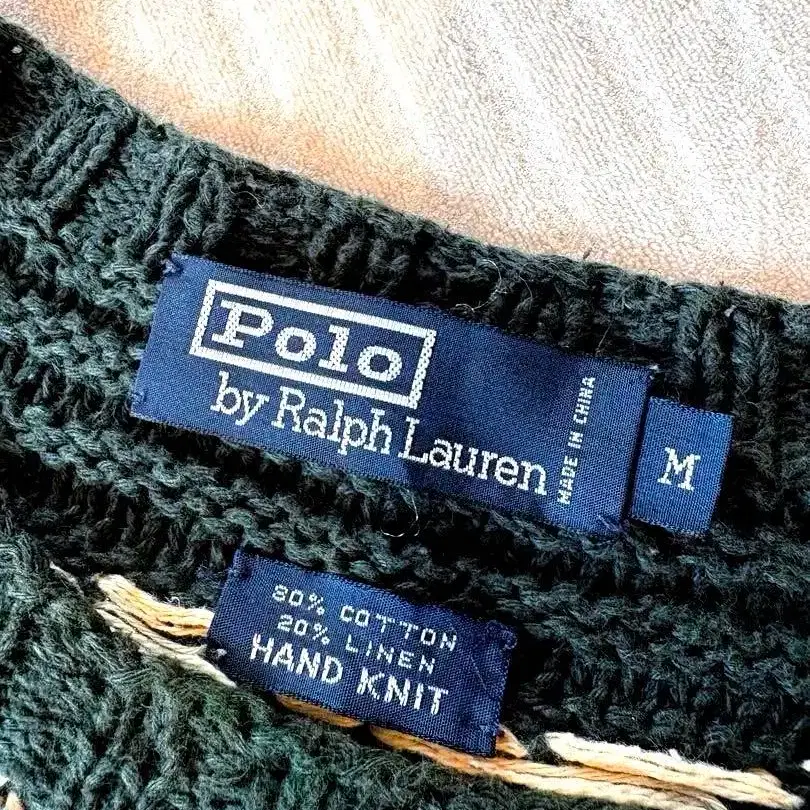 Polo
by Ralph Lauren
MADE IN CHINA
M
80% COTTON
20% LINEN
HAND KNIT